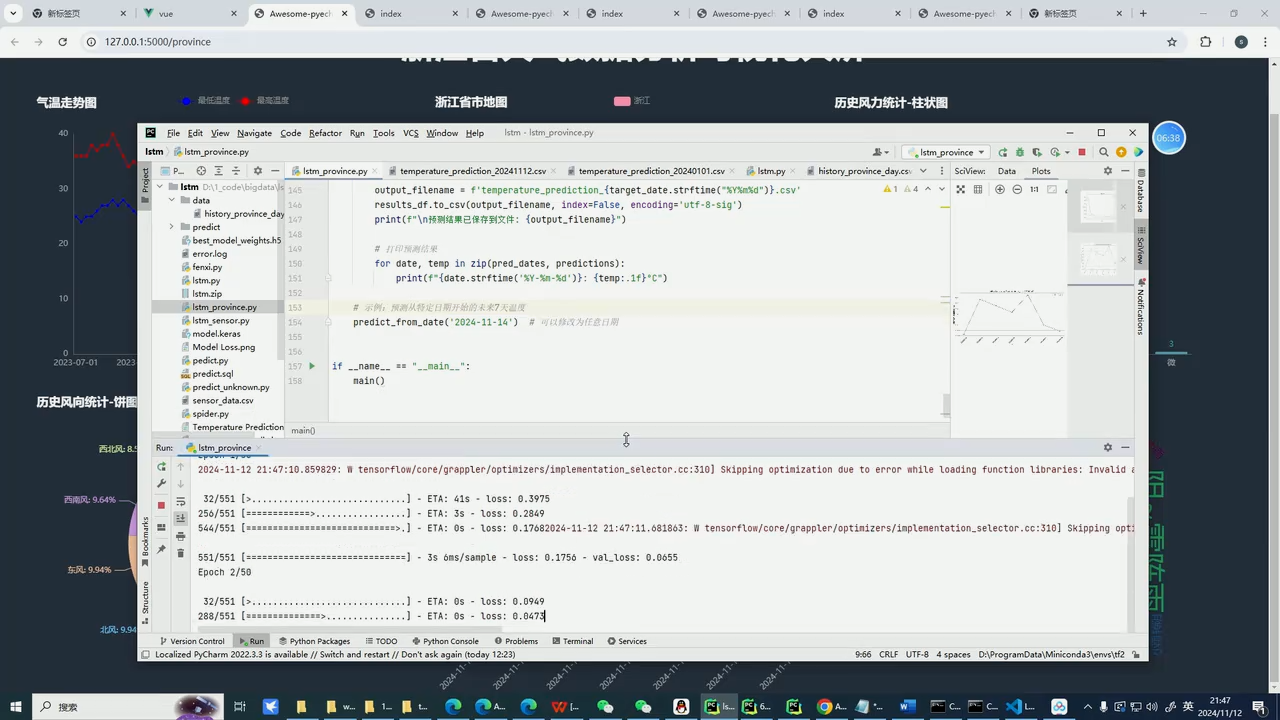 新标签页
vue
Awesome-pyech
index
Awesome-pyech
index
Awesome-pyech
index
Awesome-pyech
新标签页
127.0.0.1:5000/province
S
气温走势图
最低温度
最高温度
浙江省市地图
浙江
历史风力统计-柱状图
06:38
40
30
20
10
0
2023-07-01
历史风向统计-饼图
西南风: 9.64%
东风: 9.94%
3
微
File Edit View Navigate Code Refactor Run Tools VCS Window Help
lstm - lstm_province.py
lstm
lstm_province.py
lstm_province
P...
lstm_province.py
temperature_prediction_20241112.csv
temperature_prediction_20240101.csv
lstm.py
history_province_day.cs
SciView:
Data
Plots
Project
lstm D:\1_code\bigdata\ls
data
history_province_day
predict
best_model_weights.h5
error.log
fenxi.py
lstm.py
lstm.zip
lstm_province.py
lstm_sensor.py
model.keras
Model Loss.png
pedict.py
predict.sql
predict_unknown.py
sensor_data.csv
spider.py
Temperature Prediction
1 4
1:1
145 output_filename = f'temperature_prediction_{target_date.strftime("%Y%m%d")}.csv'
146 results_df.to_csv(output_filename, index=False, encoding='utf-8-sig')
147 print(f"\n预测结果已保存到文件: {output_filename}")
148
149 # 打印预测结果
150 for date, temp in zip(pred_dates, predictions):
151 print(f"{date.strftime('%Y-%m-%d')}: {temp:.1f}°C")
152
153 # 示例：预测从特定日期开始的未来7天温度
154 predict_from_date('2024-11-14') # 可以修改为任意日期
155
156
157 if __name__ == "__main__":
158 main()
main()
Database
SciView
Notifications
Run:
lstm_province
2024-11-12 21:47:10.859829: W tensorflow/core/grappler/optimizers/implementation_selector.cc:310] Skipping optimization due to error while loading function libraries: Invalid a
32/551 [>.............................] - ETA: 41s - loss: 0.3975
256/551 [============>.................] - ETA: 3s - loss: 0.2849
544/551 [============================>.] - ETA: 0s - loss: 0.17682024-11-12 21:47:11.681863: W tensorflow/core/grappler/optimizers/implementation_selector.cc:310] Skipping opti
551/551 [==============================] - 3s 6ms/sample - loss: 0.1756 - val_loss: 0.0655
Epoch 2/50
32/551 [>.............................] - ETA: 0s - loss: 0.0949
288/551 [==============>...............] - ETA: 0s - loss: 0.0473
Bookmarks
Structure
Version Control
Run
Python Packages
TODO
Python Console
Problems
Terminal
Services
Localized PyCharm 2022.3.3 is available // Switch and restart // Don't ask again (today 12:23)
9:66 CRLF UTF-8 4 spaces D:\ProgramData\Miniconda3\envs\tf2
搜索
英
21:47
2024/11/12